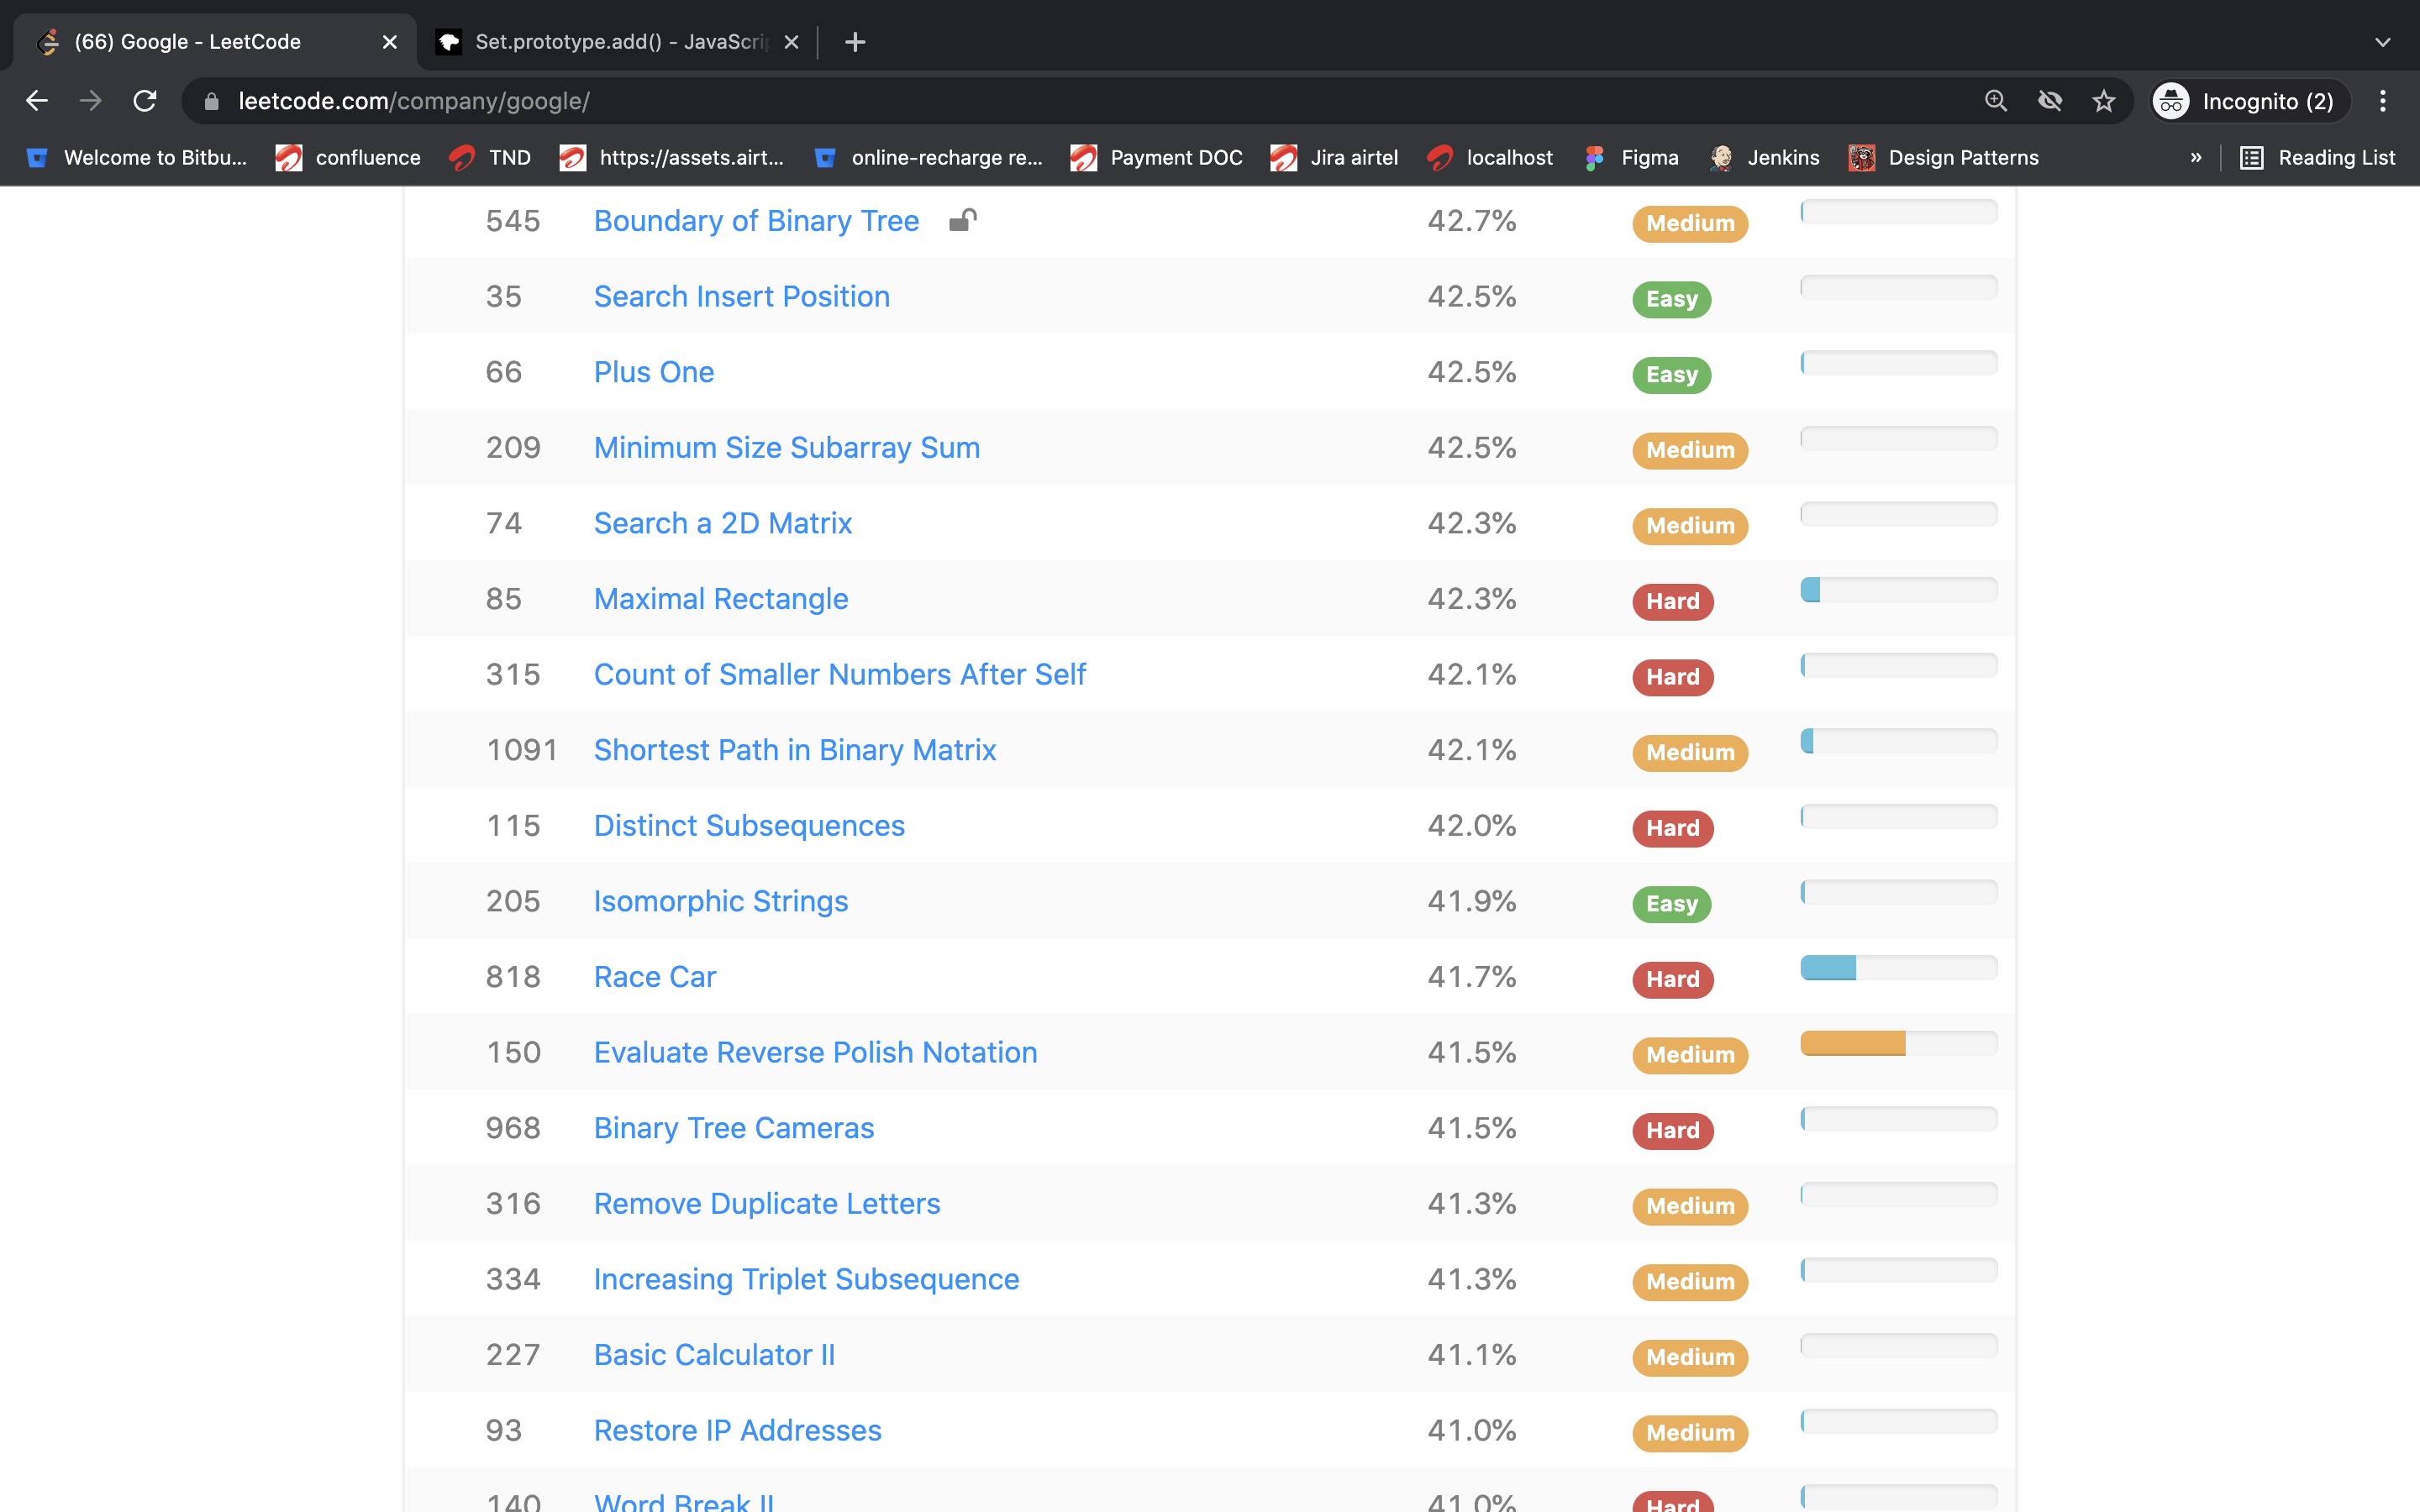 (66) Google - LeetCode
Set.prototype.add() - JavaScri
leetcode.com/company/google/
Incognito (2)
Welcome to Bitbu... confluence TND https://assets.airt... online-recharge re... Payment DOC Jira airtel localhost Figma Jenkins Design Patterns » Reading List
545 Boundary of Binary Tree 42.7% Medium
35 Search Insert Position 42.5% Easy
66 Plus One 42.5% Easy
209 Minimum Size Subarray Sum 42.5% Medium
74 Search a 2D Matrix 42.3% Medium
85 Maximal Rectangle 42.3% Hard
315 Count of Smaller Numbers After Self 42.1% Hard
1091 Shortest Path in Binary Matrix 42.1% Medium
115 Distinct Subsequences 42.0% Hard
205 Isomorphic Strings 41.9% Easy
818 Race Car 41.7% Hard
150 Evaluate Reverse Polish Notation 41.5% Medium
968 Binary Tree Cameras 41.5% Hard
316 Remove Duplicate Letters 41.3% Medium
334 Increasing Triplet Subsequence 41.3% Medium
227 Basic Calculator II 41.1% Medium
93 Restore IP Addresses 41.0% Medium
140 Word Break II 41.0% Hard